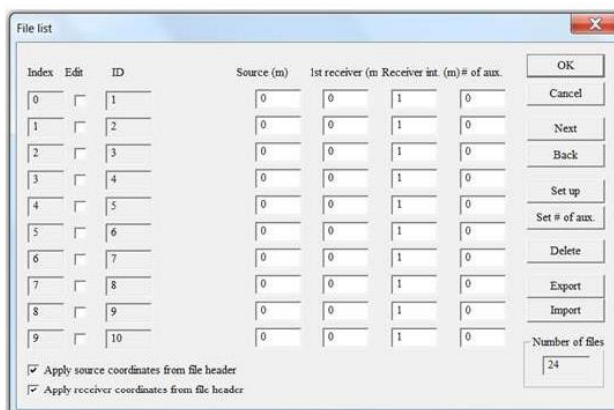 File list
Index Edit ID Source (m) 1st receiver (m Receiver int. (m) # of aux.
0 1 0 0 1 0
1 2 0 0 1 0
2 3 0 0 1 0
3 4 0 0 1 0
4 5 0 0 1 0
5 6 0 0 1 0
6 7 0 0 1 0
7 8 0 0 1 0
8 9 0 0 1 0
9 10 0 0 1 0
Apply source coordinates from file header
Apply receiver coordinates from file header
OK
Cancel
Next
Back
Set up
Set # of aux.
Delete
Export
Import
Number of files
24